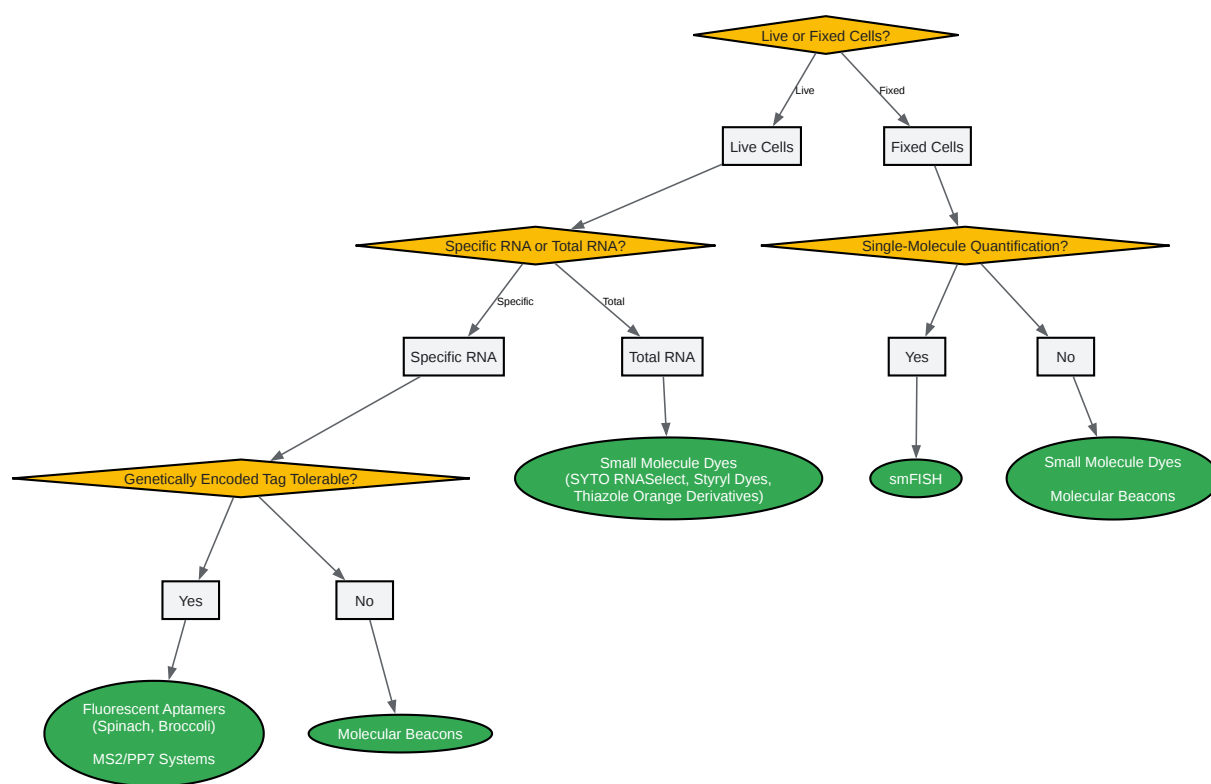 Live or Fixed Cells?
Live
Fixed
Live Cells
Fixed Cells
Specific RNA or Total RNA?
Single-Molecule Quantification?
Specific
Total
Specific RNA
Total RNA
Yes
No
Genetically Encoded Tag Tolerable?
Small Molecule Dyes
(SYTO RNASelect, Styryl Dyes,
Thiazole Orange Derivatives)
smFISH
Small Molecule Dyes
Molecular Beacons
Yes
No
Fluorescent Aptamers
(Spinach, Broccoli)
MS2/PP7 Systems
Molecular Beacons